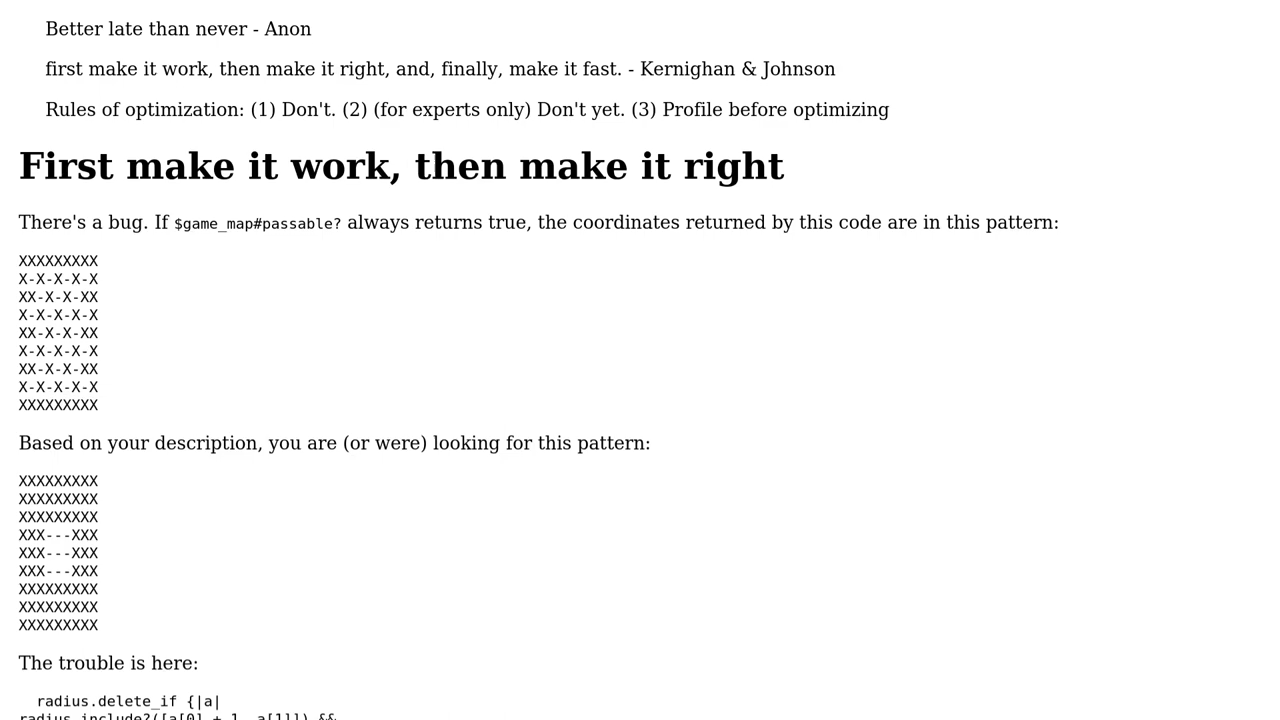 Better late than never - Anon
first make it work, then make it right, and, finally, make it fast. - Kernighan & Johnson
Rules of optimization: (1) Don't. (2) (for experts only) Don't yet. (3) Profile before optimizing
First make it work, then make it right
There's a bug. If $game_map#passable? always returns true, the coordinates returned by this code are in this pattern:
XXXXXXXXX
X-X-X-X-X
XX-X-X-XX
X-X-X-X-X
XX-X-X-XX
X-X-X-X-X
XX-X-X-XX
X-X-X-X-X
XXXXXXXXX
Based on your description, you are (or were) looking for this pattern:
XXXXXXXXX
XXXXXXXXX
XXXXXXXXX
XXX---XXX
XXX---XXX
XXX---XXX
XXXXXXXXX
XXXXXXXXX
XXXXXXXXX
The trouble is here:
radius.delete_if {|a|
radius.include?([a[0] + 1, a[1]]) &&